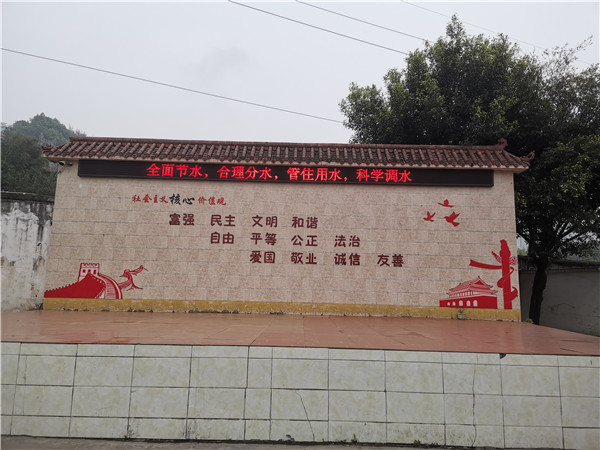 全面节水，合理分水，管住用水，科学调水
社会主义核心价值观
富强 民主 文明 和谐
自由 平等 公正 法治
爱国 敬业 诚信 友善